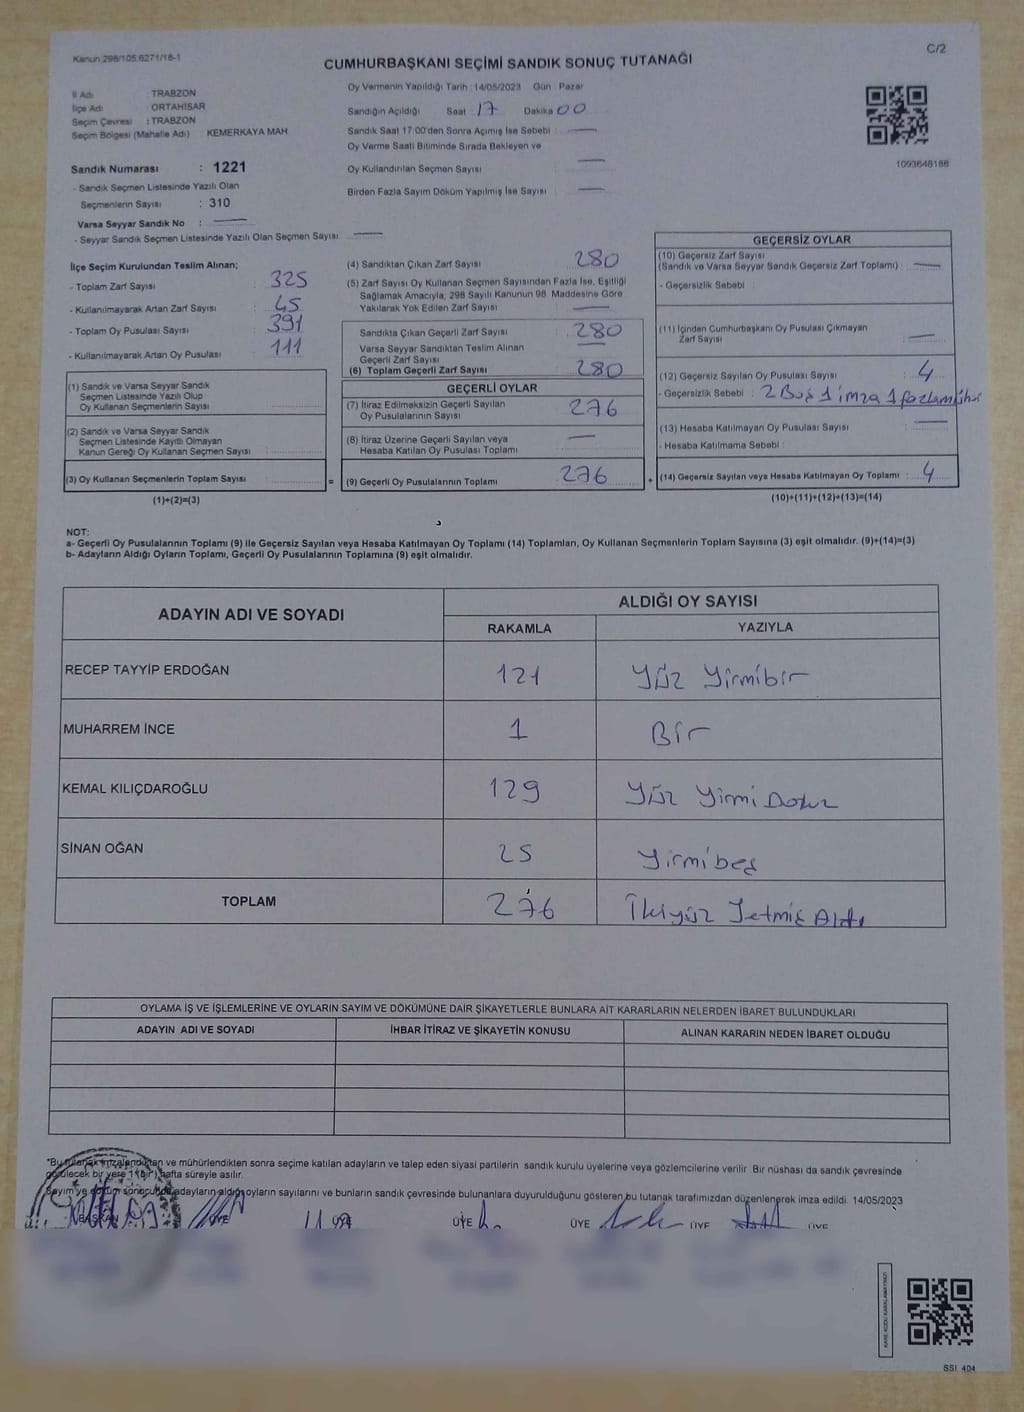 Kanun 298/105.6271/18-1
C/2
CUMHURBAŞKANI SEÇİMİ SANDIK SONUÇ TUTANAĞI
İl Adı : TRABZON
İlçe Adı : ORTAHİSAR
Seçim Çevresi : TRABZON
Seçim Bölgesi (Mahalle Adı) KEMERKAYA MAH
Oy Vermenin Yapıldığı Tarih : 14/05/2023 Gün : Pazar
Sandığın Açıldığı Saat : 17 Dakika 00
Sandık Saat 17:00'den Sonra Açımış İse Sebebi : —
Oy Verme Saati Bitiminde Sırada Bekleyen ve
Oy Kullandırılan Seçmen Sayısı : —
Birden Fazla Sayım Döküm Yapılmış İse Sayısı : —
1093648186
Sandık Numarası : 1221
- Sandık Seçmen Listesinde Yazılı Olan
Seçmenlerin Sayısı : 310
Varsa Seyyar Sandık No : —
- Seyyar Sandık Seçmen Listesinde Yazılı Olan Seçmen Sayısı : —
İlçe Seçim Kurulundan Teslim Alınan;
- Toplam Zarf Sayısı : 325
- Kullanılmayarak Artan Zarf Sayısı : 45
- Toplam Oy Pusulası Sayısı : 391
- Kullanılmayarak Artan Oy Pusulası : 111
(1) Sandık ve Varsa Seyyar Sandık
Seçmen Listesinde Yazılı Olup
Oy Kullanan Seçmenlerin Sayısı :
(2) Sandık ve Varsa Seyyar Sandık
Seçmen Listesinde Kayıtlı Olmayan
Kanun Gereği Oy Kullanan Seçmen Sayısı :
(3) Oy Kullanan Seçmenlerin Toplam Sayısı :
(1)+(2)=(3)
=
(4) Sandıktan Çıkan Zarf Sayısı : 280
(5) Zarf Sayısı Oy Kullanan Seçmen Sayısından Fazla İse, Eşitliği
Sağlamak Amacıyla; 298 Sayılı Kanunun 98. Maddesine Göre
Yakılarak Yok Edilen Zarf Sayısı : —
Sandıkta Çıkan Geçerli Zarf Sayısı : 280
Varsa Seyyar Sandıktan Teslim Alınan
Geçerli Zarf Sayısı : —
(6) Toplam Geçerli Zarf Sayısı : 280
GEÇERLİ OYLAR
(7) İtiraz Edilmeksizin Geçerli Sayılan
Oy Pusulalarının Sayısı : 276
(8) İtiraz Üzerine Geçerli Sayılan veya
Hesaba Katılan Oy Pusulası Toplamı : —
(9) Geçerli Oy Pusulalarının Toplamı : 276
+
GEÇERSİZ OYLAR
(10) Geçersiz Zarf Sayısı
(Sandık ve Varsa Seyyar Sandık Geçersiz Zarf Toplamı) : —
- Geçersizlik Sebebi :
(11) İçinden Cumhurbaşkanı Oy Pusulası Çıkmayan
Zarf Sayısı : —
(12) Geçersiz Sayılan Oy Pusulası Sayısı : 4
- Geçersizlik Sebebi : 2 Boş 1 imza 1 fazla mühür
(13) Hesaba Katılmayan Oy Pusulası Sayısı : —
- Hesaba Katılmama Sebebi :
(14) Geçersiz Sayılan veya Hesaba Katılmayan Oy Toplamı : 4
(10)+(11)+(12)+(13)=(14)
NOT:
a- Geçerli Oy Pusulalarının Toplamı (9) ile Geçersiz Sayılan veya Hesaba Katılmayan Oy Toplamı (14) Toplamları, Oy Kullanan Seçmenlerin Toplam Sayısına (3) eşit olmalıdır. (9)+(14)=(3)
b- Adayların Aldığı Oyların Toplamı, Geçerli Oy Pusulalarının Toplamına (9) eşit olmalıdır.
ADAYIN ADI VE SOYADI
ALDIĞI OY SAYISI
RAKAMLA YAZIYLA
RECEP TAYYİP ERDOĞAN 121 Yüz Yirmibir
MUHARREM İNCE 1 Bir
KEMAL KILIÇDAROĞLU 129 Yüz Yirmi Dokuz
SİNAN OĞAN 25 Yirmibeş
TOPLAM 276 İkiyüz Yetmiş Altı
OYLAMA İŞ VE İŞLEMLERİNE VE OYLARIN SAYIM VE DÖKÜMÜNE DAİR ŞİKAYETLERLE BUNLARA AİT KARARLARIN NELERDEN İBARET BULUNDUKLARI
ADAYIN ADI VE SOYADI İHBAR İTİRAZ VE ŞİKAYETİN KONUSU ALINAN KARARIN NEDEN İBARET OLDUĞU
*Bu tutanak imzalandıktan ve mühürlendikten sonra seçime katılan adayların ve talep eden siyasi partilerin sandık kurulu üyelerine veya gözlemcilerine verilir. Bir nüshası da sandık çevresinde
görülecek bir yere 1 (bir) hafta süreyle asılır.
Sayım ve döküm sonucunda adayların aldığı oyların sayılarını ve bunların sandık çevresinde bulunanlara duyurulduğunu gösteren bu tutanak tarafımızdan düzenlenerek imza edildi. 14/05/2023
BAŞKAN ÜYE ÜYE ÜYE ÜYE ÜYE ÜYE
KARE KODU KARALAMAYINIZ!
SSI 404